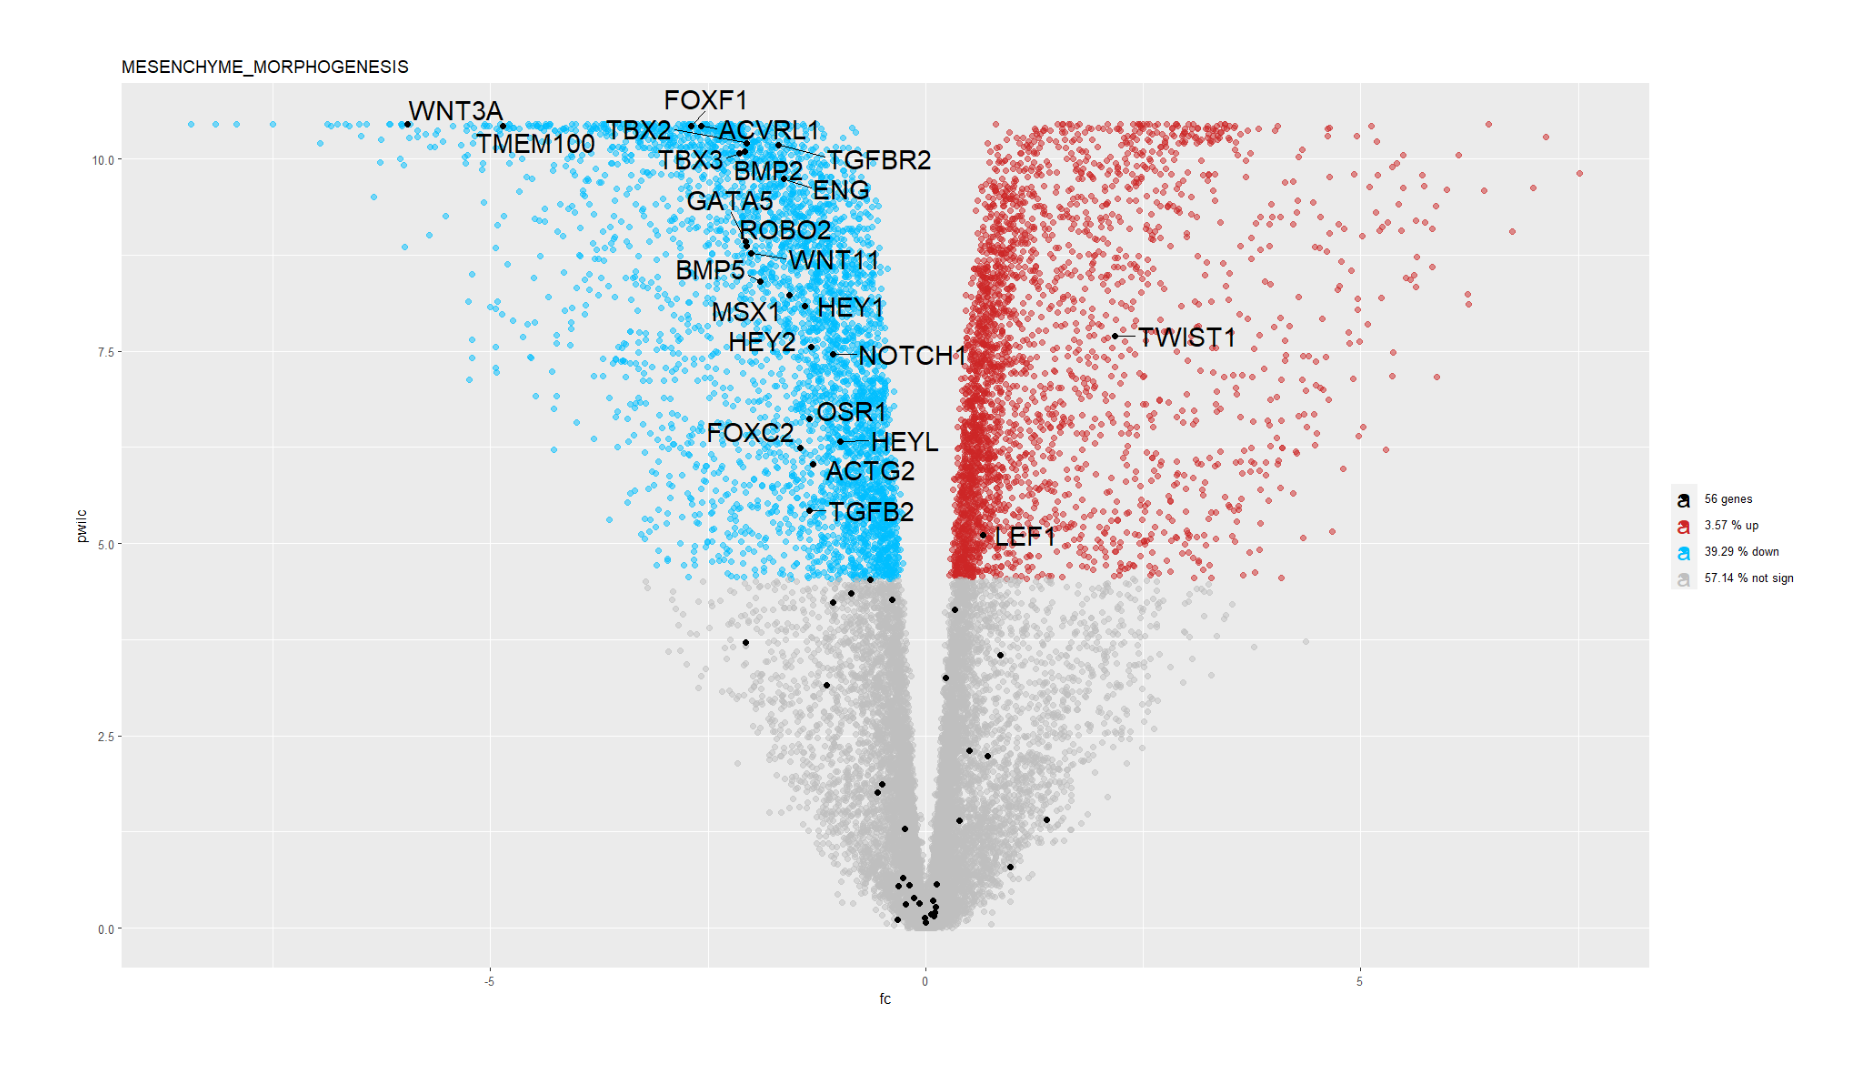 MESENCHYME_MORPHOGENESIS
FOXF1
WNT3A
TBX2
ACVRL1
TMEM100
TBX3
TGFBR2
BMP2
ENG
GATA5
ROBO2
WNT11
BMP5
HEY1
MSX1
TWIST1
HEY2
NOTCH1
OSR1
FOXC2
HEYL
ACTG2
TGFB2
LEF1
10.0
7.5
5.0
2.5
0.0
pwilc
-5
0
5
fc
a 56 genes
a 3.57 % up
a 39.29 % down
a 57.14 % not sign